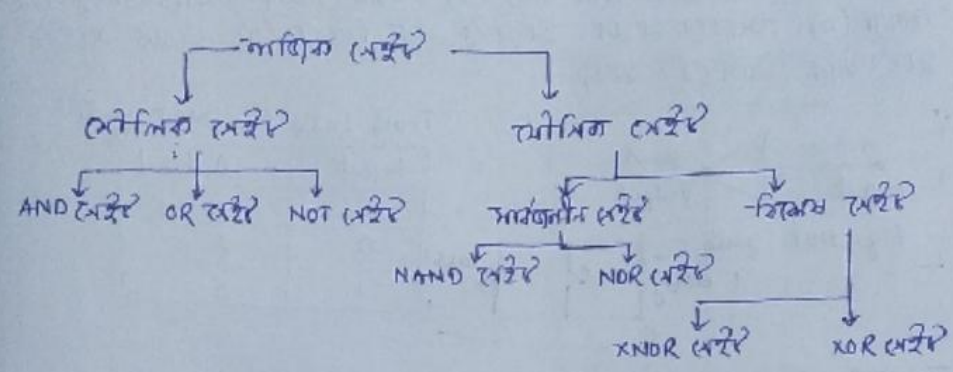 লজিক গেইট
মৌলিক গেইট যৌগিক গেইট
AND গেইট OR গেইট NOT গেইট সার্বজনীন গেইট বিশেষ গেইট
NAND গেইট NOR গেইট
XNOR গেইট XOR গেইট